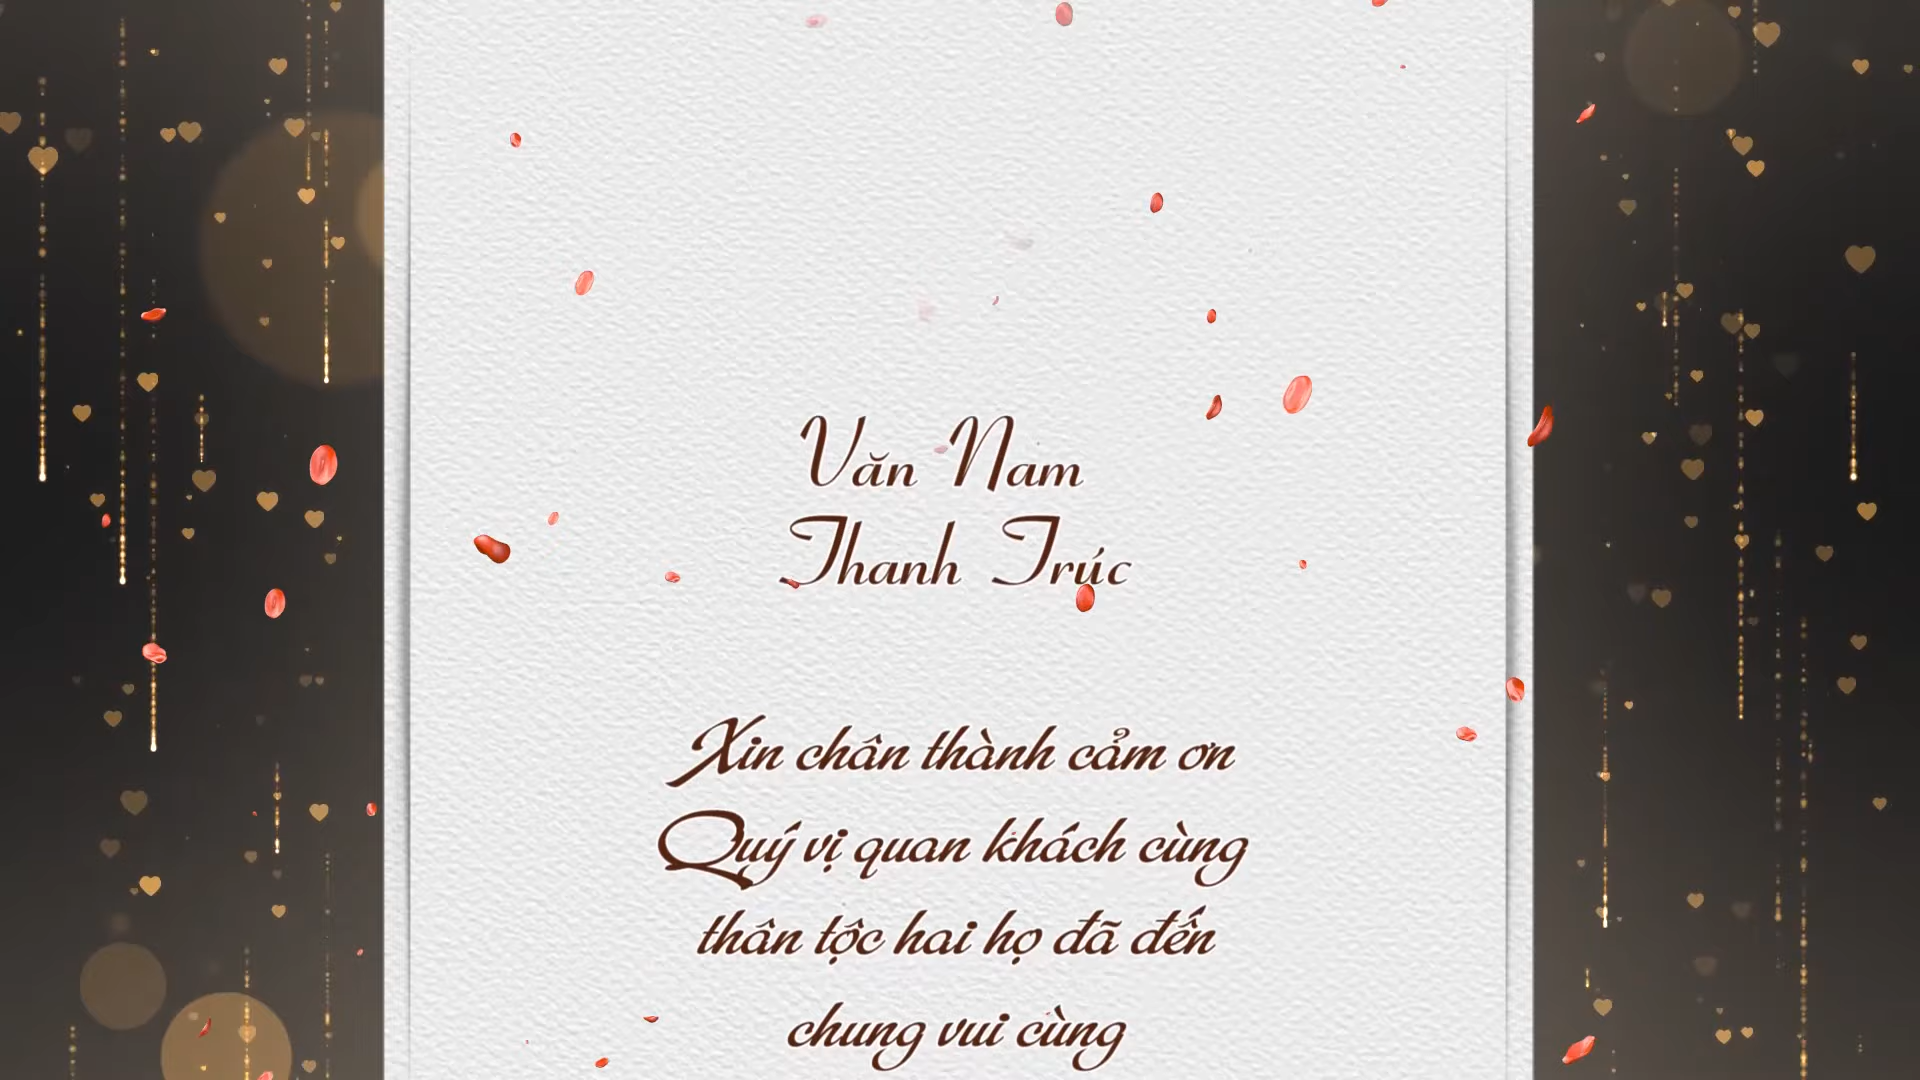 Văn Nam
Thanh Trúc
Xin chân thành cảm ơn
Quý vị quan khách cùng
thân tộc hai họ đã đến
chung vui cùng